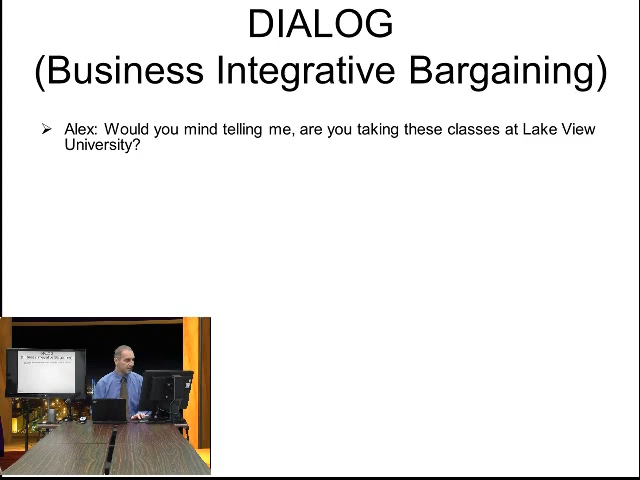 DIALOG
(Business Integrative Bargaining)
Alex: Would you mind telling me, are you taking these classes at Lake View
University?